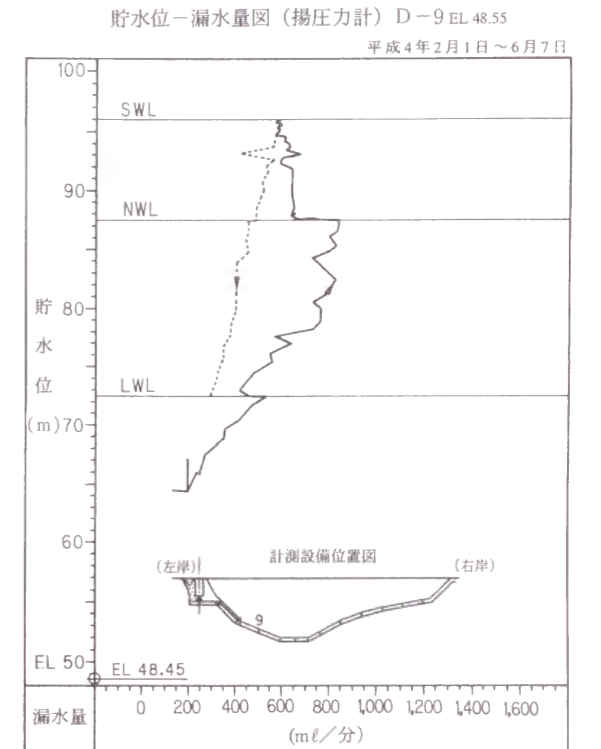 貯水位－漏水量図（揚圧力計）D－9 EL 48.55
平成4年2月1日～6月7日
100
SWL
90
NWL
80
貯水位(m)
LWL
70
60
計測設備位置図
(左岸)
(右岸)
9
EL 50
EL 48.45
漏水量
0 200 400 600 800 1,000 1,200 1,400 1,600
(mℓ／分)